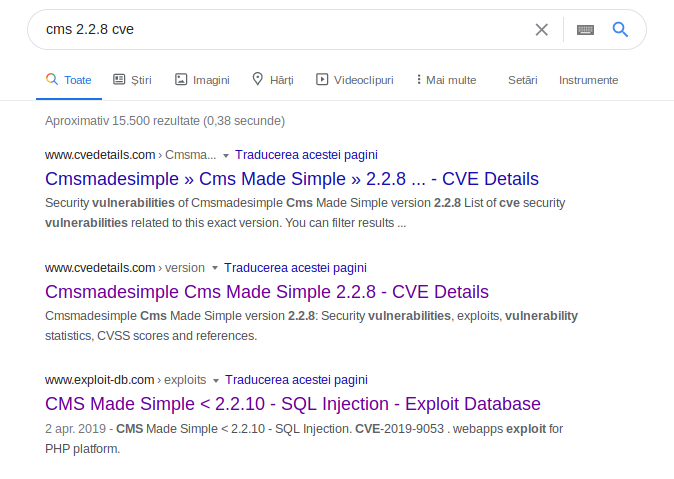 cms 2.2.8 cve
Toate Știri Imagini Hărți Videoclipuri Mai multe Setări Instrumente
Aproximativ 15.500 rezultate (0,38 secunde)
www.cvedetails.com › Cmsma... Traducerea acestei pagini
Cmsmadesimple » Cms Made Simple » 2.2.8 ... - CVE Details
Security vulnerabilities of Cmsmadesimple Cms Made Simple version 2.2.8 List of cve security
vulnerabilities related to this exact version. You can filter results ...
www.cvedetails.com › version Traducerea acestei pagini
Cmsmadesimple Cms Made Simple 2.2.8 - CVE Details
Cmsmadesimple Cms Made Simple version 2.2.8: Security vulnerabilities, exploits, vulnerability
statistics, CVSS scores and references.
www.exploit-db.com › exploits Traducerea acestei pagini
CMS Made Simple < 2.2.10 - SQL Injection - Exploit Database
2 apr. 2019 - CMS Made Simple < 2.2.10 - SQL Injection. CVE-2019-9053 . webapps exploit for
PHP platform.